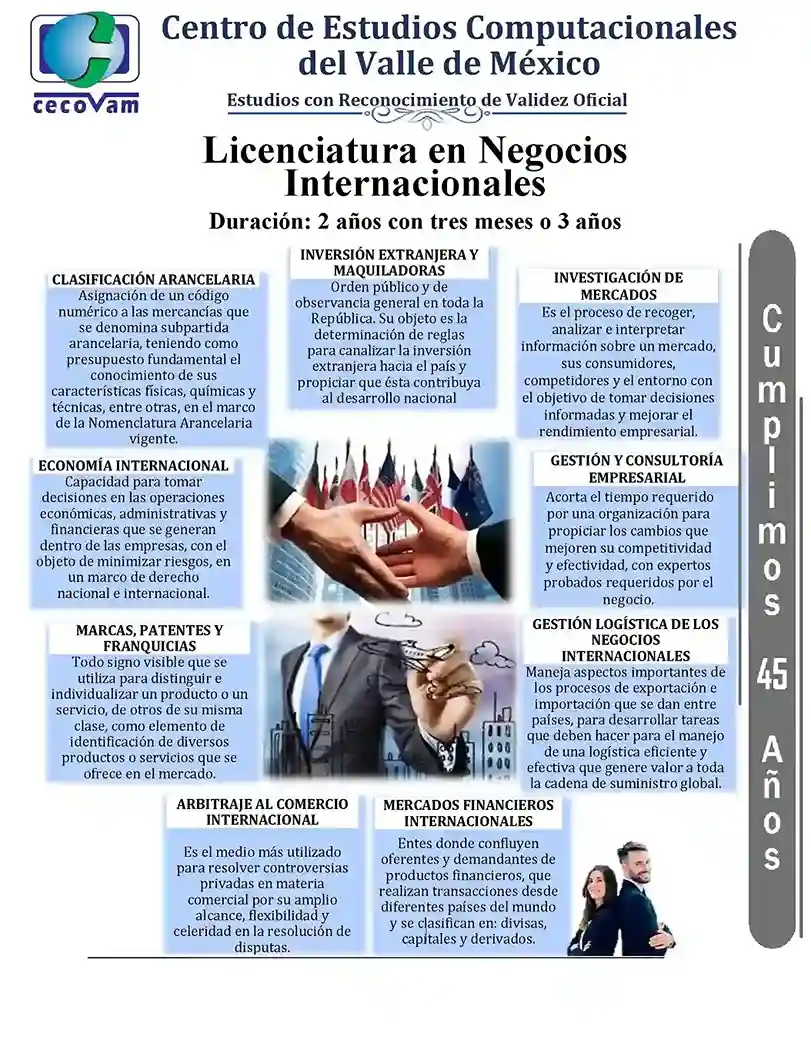 Centro de Estudios Computacionales
del Valle de México
cecovam
Estudios con Reconocimiento de Validez Oficial
Licenciatura en Negocios
Internacionales
Duración: 2 años con tres meses o 3 años
CLASIFICACIÓN ARANCELARIA
Asignación de un código
numérico a las mercancías que
se denomina subpartida
arancelaria, teniendo como
presupuesto fundamental el
conocimiento de sus
características físicas, químicas y
técnicas, entre otras, en el marco
de la Nomenclatura Arancelaria
vigente.
INVERSIÓN EXTRANJERA Y
MAQUILADORAS
Orden público y de
observancia general en toda la
República. Su objeto es la
determinación de reglas
para canalizar la inversión
extranjera hacia el país y
propiciar que ésta contribuya
al desarrollo nacional
INVESTIGACIÓN DE
MERCADOS
Es el proceso de recoger,
analizar e interpretar
información sobre un mercado,
sus consumidores,
competidores y el entorno con
el objetivo de tomar decisiones
informadas y mejorar el
rendimiento empresarial.
ECONOMÍA INTERNACIONAL
Capacidad para tomar
decisiones en las operaciones
económicas, administrativas y
financieras que se generan
dentro de las empresas, con el
objeto de minimizar riesgos, en
un marco de derecho
nacional e internacional.
GESTIÓN Y CONSULTORÍA
EMPRESARIAL
Acorta el tiempo requerido
por una organización para
propiciar los cambios que
mejoren su competitividad
y efectividad, con expertos
probados requeridos por el
negocio.
MARCAS, PATENTES Y
FRANQUICIAS
Todo signo visible que se
utiliza para distinguir e
individualizar un producto o un
servicio, de otros de su misma
clase, como elemento de
identificación de diversos
productos o servicios que se
ofrece en el mercado.
GESTIÓN LOGÍSTICA DE LOS
NEGOCIOS
INTERNACIONALES
Maneja aspectos importantes de
los procesos de exportación e
importación que se dan entre
países, para desarrollar tareas
que deben hacer para el manejo
de una logística eficiente y
efectiva que genere valor a toda
la cadena de suministro global.
ARBITRAJE AL COMERCIO
INTERNACIONAL
Es el medio más utilizado
para resolver controversias
privadas en materia
comercial por su amplio
alcance, flexibilidad y
celeridad en la resolución de
disputas.
MERCADOS FINANCIEROS
INTERNACIONALES
Entes donde confluyen
oferentes y demandantes de
productos financieros, que
realizan transacciones desde
diferentes países del mundo
y se clasifican en: divisas,
capitales y derivados.
Cumplimos 45 Años